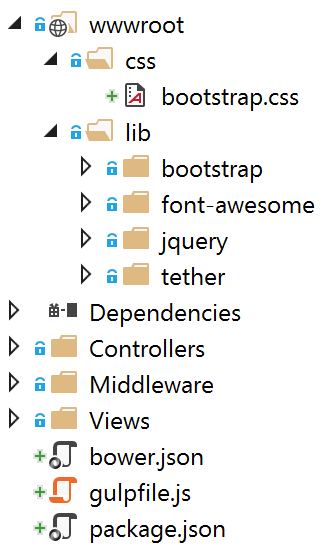 wwwroot
css
bootstrap.css
lib
bootstrap
font-awesome
jquery
tether
Dependencies
Controllers
Middleware
Views
bower.json
gulpfile.js
package.json